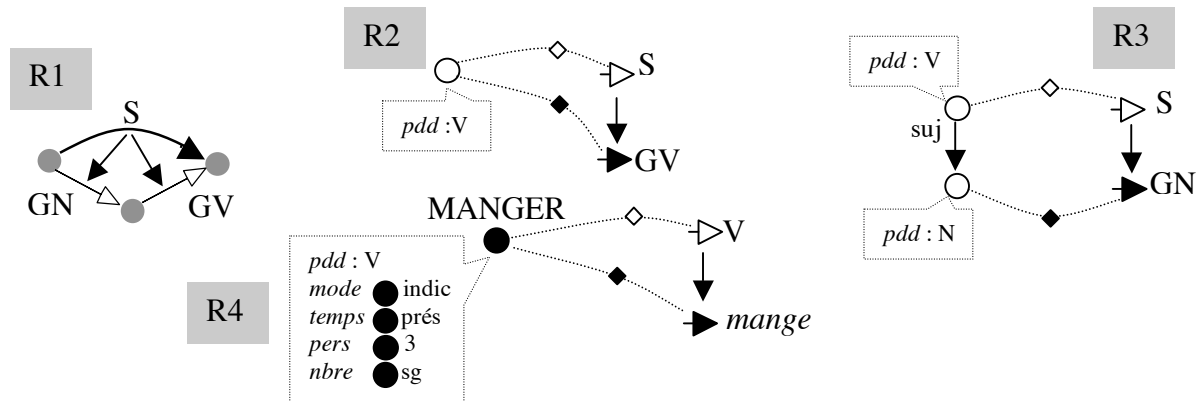 R1
S
GN GV
R2
pdd :V
S
GV
R3
pdd : V
suj
pdd : N
S
GN
R4
MANGER
pdd : V
mode indic
temps prés
pers 3
nbre sg
V
mange